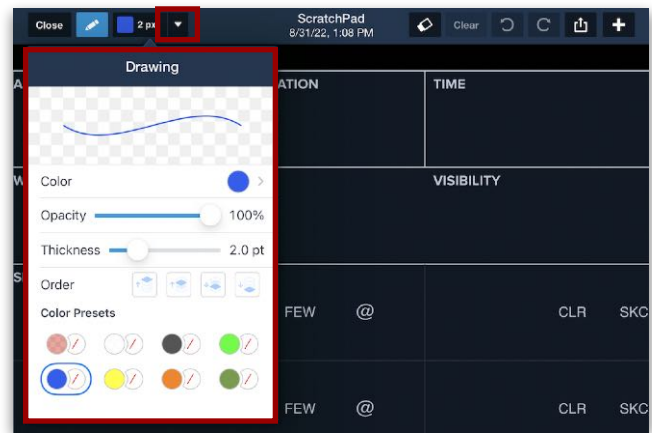 Close 2 px ScratchPad Clear
8/31/22, 1:08 PM
Drawing
A ATION TIME
W VISIBILITY
Color
Opacity 100%
Thickness 2.0 pt
S
Order
Color Presets
FEW @ CLR SKC
FEW @ CLR SKC